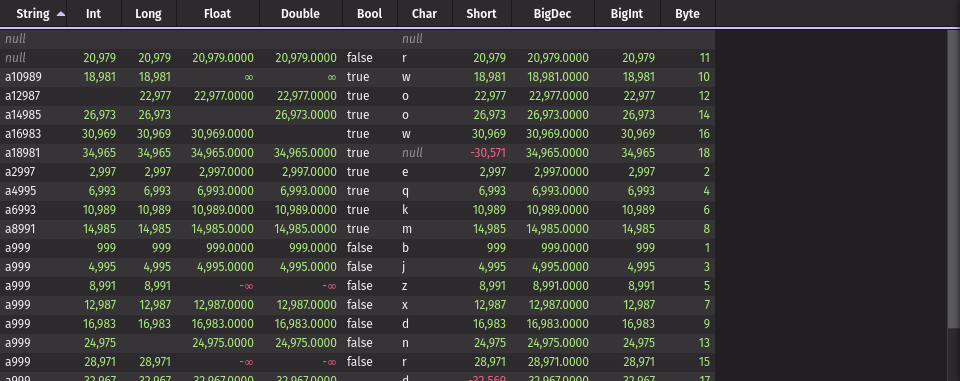 String Int Long Float Double Bool Char Short BigDec BigInt Byte
null null
null 20,979 20,979 20,979.0000 20,979.0000 false r 20,979 20,979.0000 20,979 11
a10989 18,981 18,981 ∞ ∞ true w 18,981 18,981.0000 18,981 10
a12987 22,977 22,977.0000 22,977.0000 true o 22,977 22,977.0000 22,977 12
a14985 26,973 26,973 26,973.0000 true o 26,973 26,973.0000 26,973 14
a16983 30,969 30,969 30,969.0000 true w 30,969 30,969.0000 30,969 16
a18981 34,965 34,965 34,965.0000 34,965.0000 true null -30,571 34,965.0000 34,965 18
a2997 2,997 2,997 2,997.0000 2,997.0000 true e 2,997 2,997.0000 2,997 2
a4995 6,993 6,993 6,993.0000 6,993.0000 true q 6,993 6,993.0000 6,993 4
a6993 10,989 10,989 10,989.0000 10,989.0000 true k 10,989 10,989.0000 10,989 6
a8991 14,985 14,985 14,985.0000 14,985.0000 true m 14,985 14,985.0000 14,985 8
a999 999 999 999.0000 999.0000 false b 999 999.0000 999 1
a999 4,995 4,995 4,995.0000 4,995.0000 false j 4,995 4,995.0000 4,995 3
a999 8,991 8,991 -∞ -∞ false z 8,991 8,991.0000 8,991 5
a999 12,987 12,987 12,987.0000 12,987.0000 false x 12,987 12,987.0000 12,987 7
a999 16,983 16,983 16,983.0000 16,983.0000 false d 16,983 16,983.0000 16,983 9
a999 24,975 24,975.0000 24,975.0000 false n 24,975 24,975.0000 24,975 13
a999 28,971 28,971 -∞ -∞ false r 28,971 28,971.0000 28,971 15
a999 32,967 32,967 32,967.0000 32,967.0000 d -32,569 32,967.0000 32,967 17